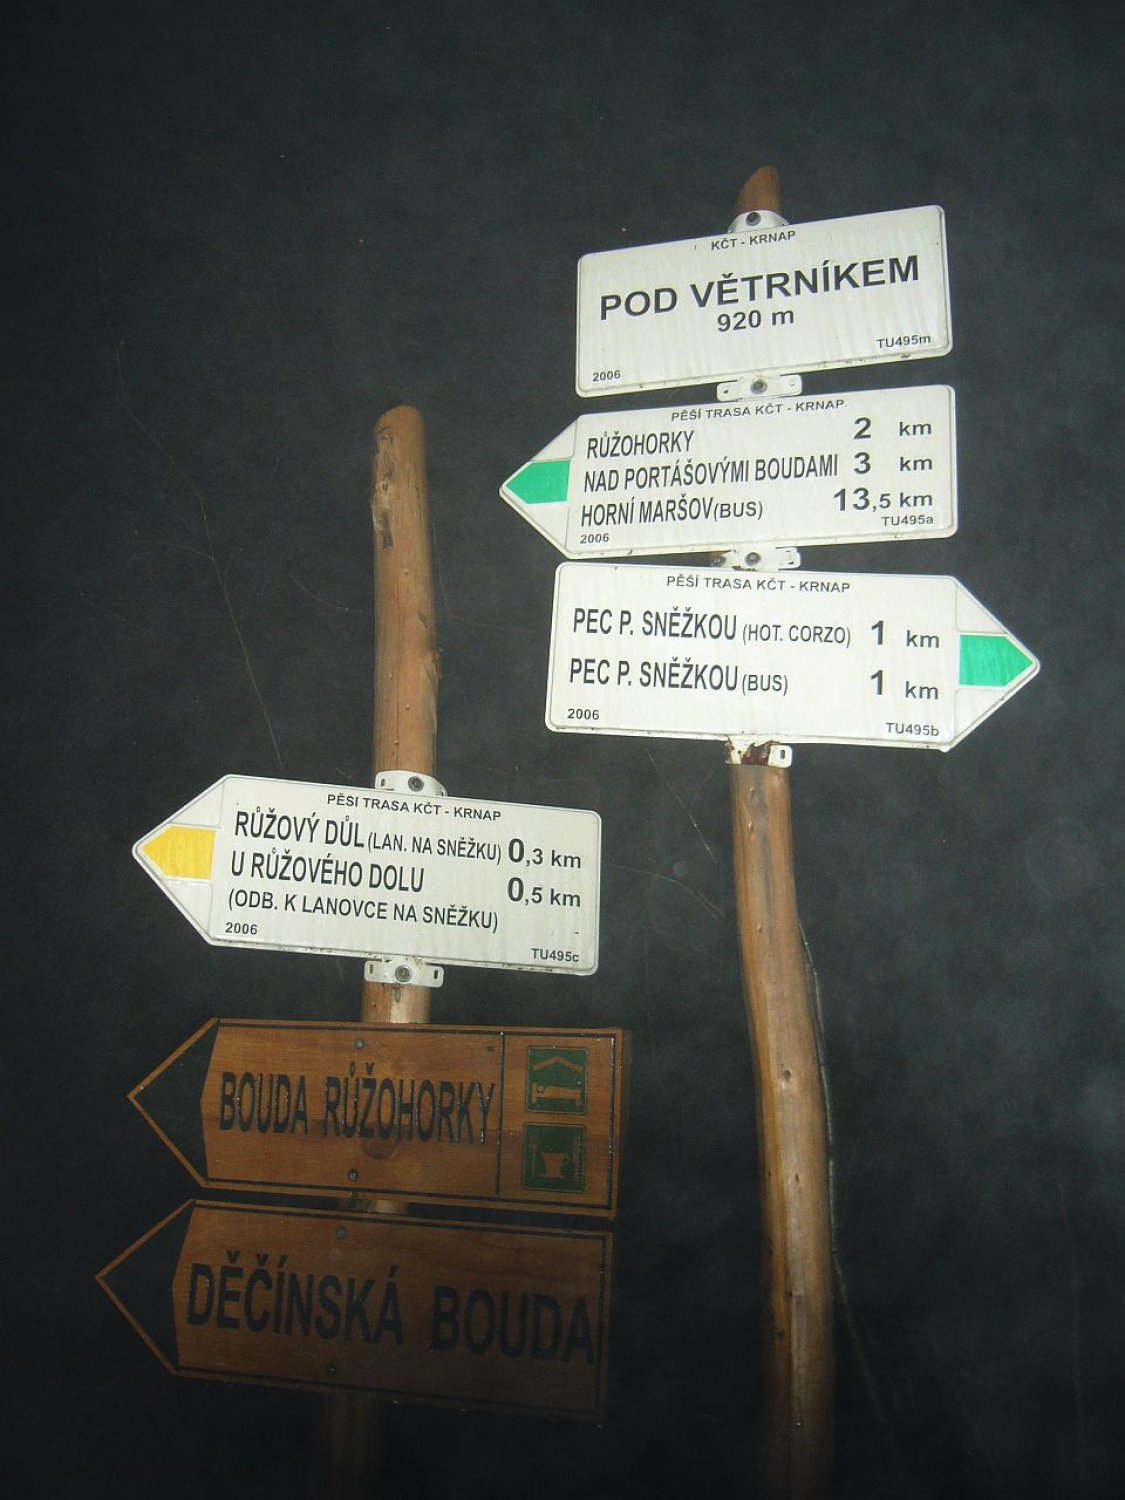 KČT - KRNAP
POD VĚTRNÍKEM
920 m
TU495m
2006
PĚŠÍ TRASA KČT - KRNAP
RŮŽOHORKY 2 km
NAD PORTÁŠOVÝMI BOUDAMI 3 km
HORNÍ MARŠOV (BUS) 13,5 km
TU495a
2006
PĚŠÍ TRASA KČT - KRNAP
PEC P. SNĚŽKOU (HOT. CORZO) 1 km
PEC P. SNĚŽKOU (BUS) 1 km
2006
TU495b
PĚŠÍ TRASA KČT - KRNAP
RŮŽOVÝ DŮL (LAN. NA SNĚŽKU) 0,3 km
U RŮŽOVÉHO DOLU 0,5 km
(ODB. K LANOVCE NA SNĚŽKU)
2006
TU495c
BOUDA RŮŽOHORKY
DĚČÍNSKÁ BOUDA